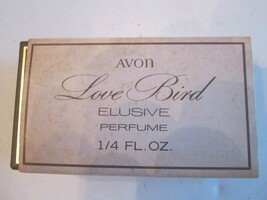 AVON
Love Bird
ELUSIVE
PERFUME
1/4 FL. OZ.